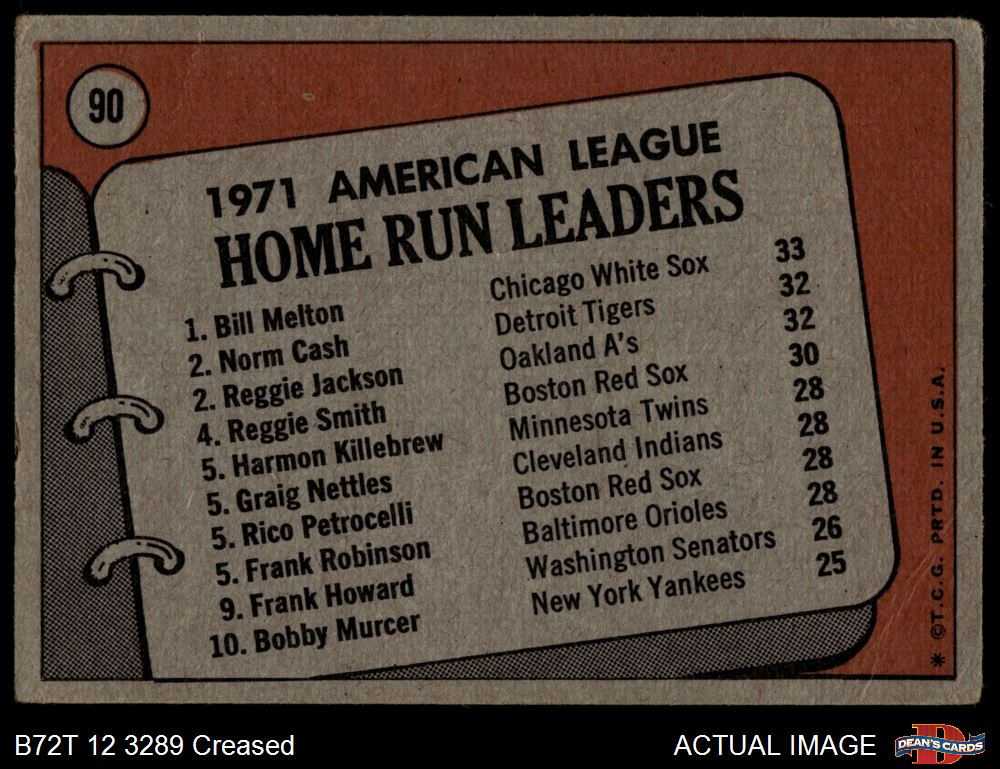 90
1971 AMERICAN LEAGUE
HOME RUN LEADERS
1. Bill Melton Chicago White Sox 33
2. Norm Cash Detroit Tigers 32
2. Reggie Jackson Oakland A's 32
4. Reggie Smith Boston Red Sox 30
5. Harmon Killebrew Minnesota Twins 28
5. Graig Nettles Cleveland Indians 28
5. Rico Petrocelli Boston Red Sox 28
5. Frank Robinson Baltimore Orioles 28
9. Frank Howard Washington Senators 26
10. Bobby Murcer New York Yankees 25
* ©T.C.G. PRTD. IN U.S.A.
B72T 12 3289 Creased
ACTUAL IMAGE
D
DEAN'S CARDS